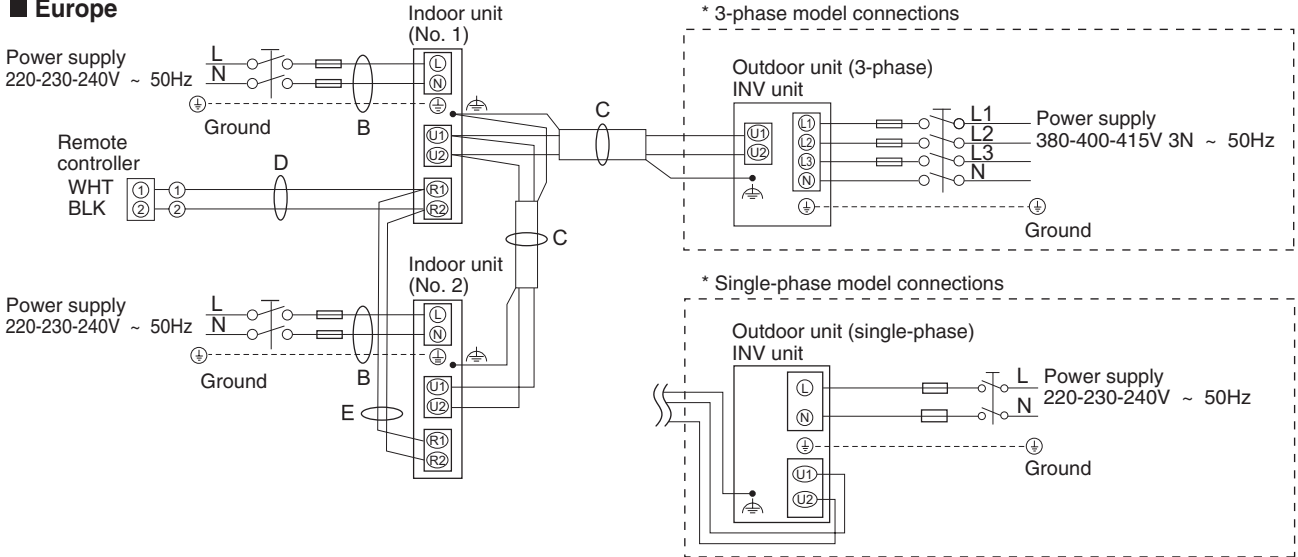 ■ Europe
Indoor unit
(No. 1)
Power supply
220-230-240V ~ 50Hz
L
N
L
N
Ground
B
U1
U2
Remote
controller
WHT
BLK
1
2
1
2
D
R1
R2
C
C
Indoor unit
(No. 2)
Power supply
220-230-240V ~ 50Hz
L
N
L
N
Ground
B
U1
U2
E
R1
R2
* 3-phase model connections
Outdoor unit (3-phase)
INV unit
U1
U2
L1
L2
L3
N
L1
L2
L3
N
Power supply
380-400-415V 3N ~ 50Hz
Ground
* Single-phase model connections
Outdoor unit (single-phase)
INV unit
L
N
L
N
Power supply
220-230-240V ~ 50Hz
Ground
U1
U2